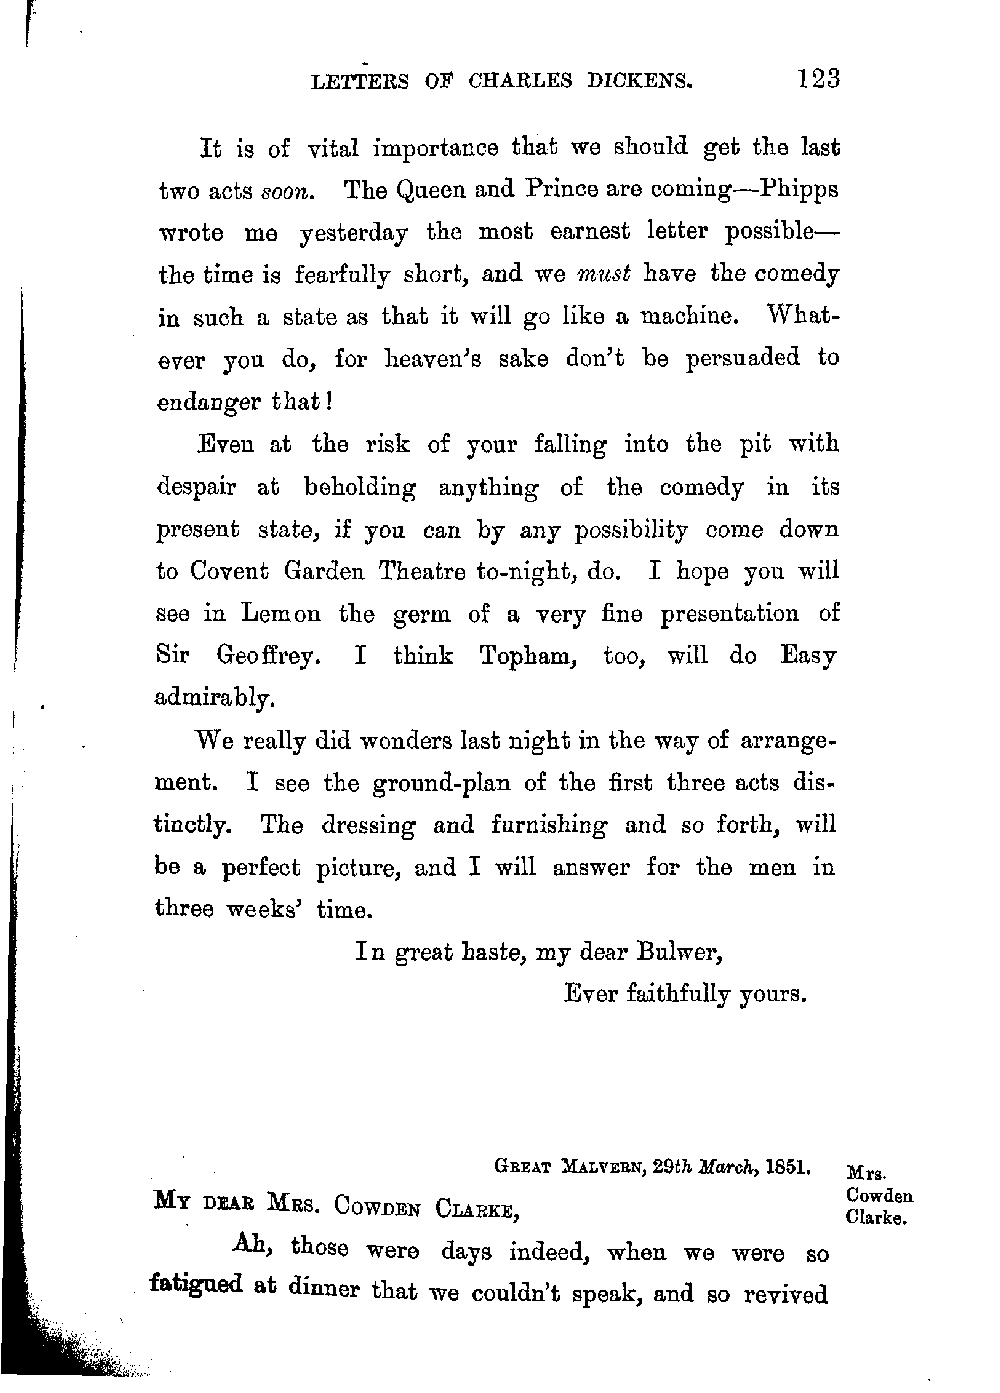 LETTERS OF CHARLES DICKENS. 123
It is of vital importance that we should get the last
two acts soon. The Queen and Prince are coming—Phipps
wrote me yesterday the most earnest letter possible—
the time is fearfully short, and we must have the comedy
in such a state as that it will go like a machine. What-
ever you do, for heaven's sake don't be persuaded to
endanger that!
Even at the risk of your falling into the pit with
despair at beholding anything of the comedy in its
present state, if you can by any possibility come down
to Covent Garden Theatre to-night, do. I hope you will
see in Lemon the germ of a very fine presentation of
Sir Geoffrey. I think Topham, too, will do Easy
admirably.
We really did wonders last night in the way of arrange-
ment. I see the ground-plan of the first three acts dis-
tinctly. The dressing and furnishing and so forth, will
be a perfect picture, and I will answer for the men in
three weeks' time.
In great haste, my dear Bulwer,
Ever faithfully yours.
GREAT MALVERN, 29th March, 1851.
Mrs.
Cowden
Clarke.
MY DEAR MRS. COWDEN CLARKE,
Ah, those were days indeed, when we were so
fatigued at dinner that we couldn't speak, and so revived